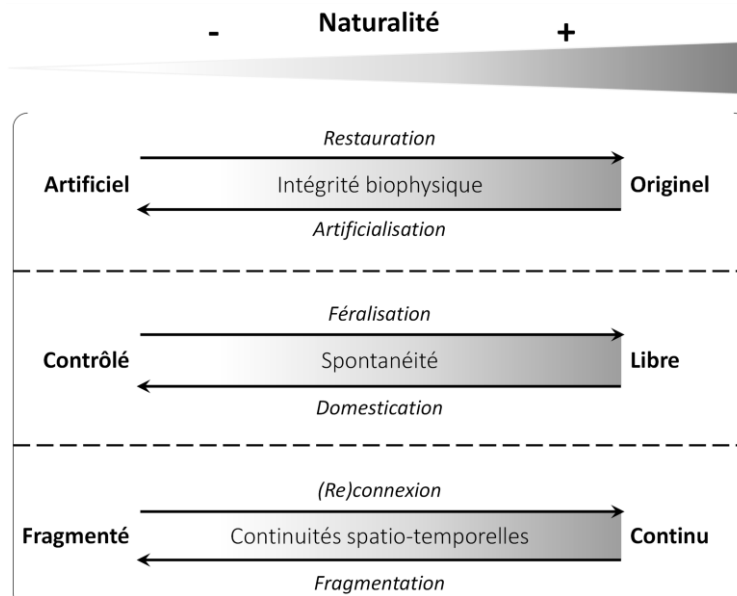 Naturalité
- +
Restauration
Artificiel Intégrité biophysique Originel
Artificialisation
Féralisation
Contrôlé Spontanéité Libre
Domestication
(Re)connexion
Fragmenté Continuités spatio-temporelles Continu
Fragmentation